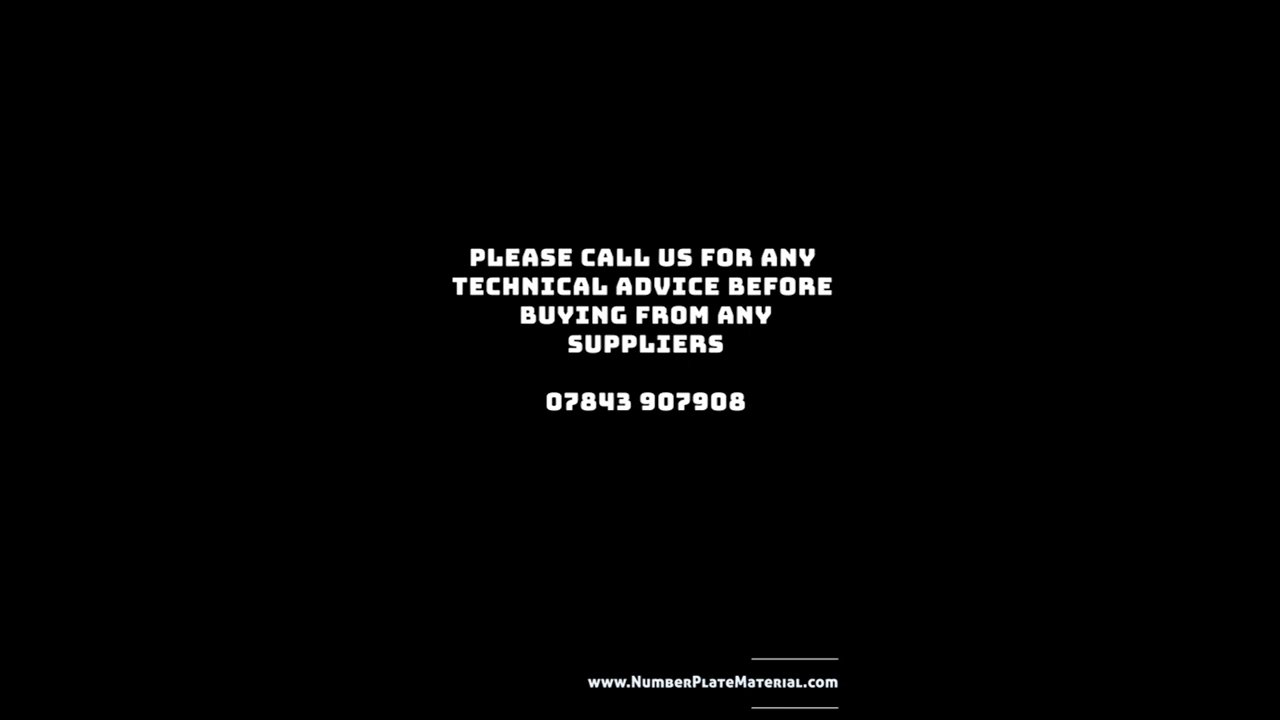 PLEASE CALL US FOR ANY
TECHNICAL ADVICE BEFORE
BUYING FROM ANY
SUPPLIERS
07843 907908
www.NumberPlateMaterial.com